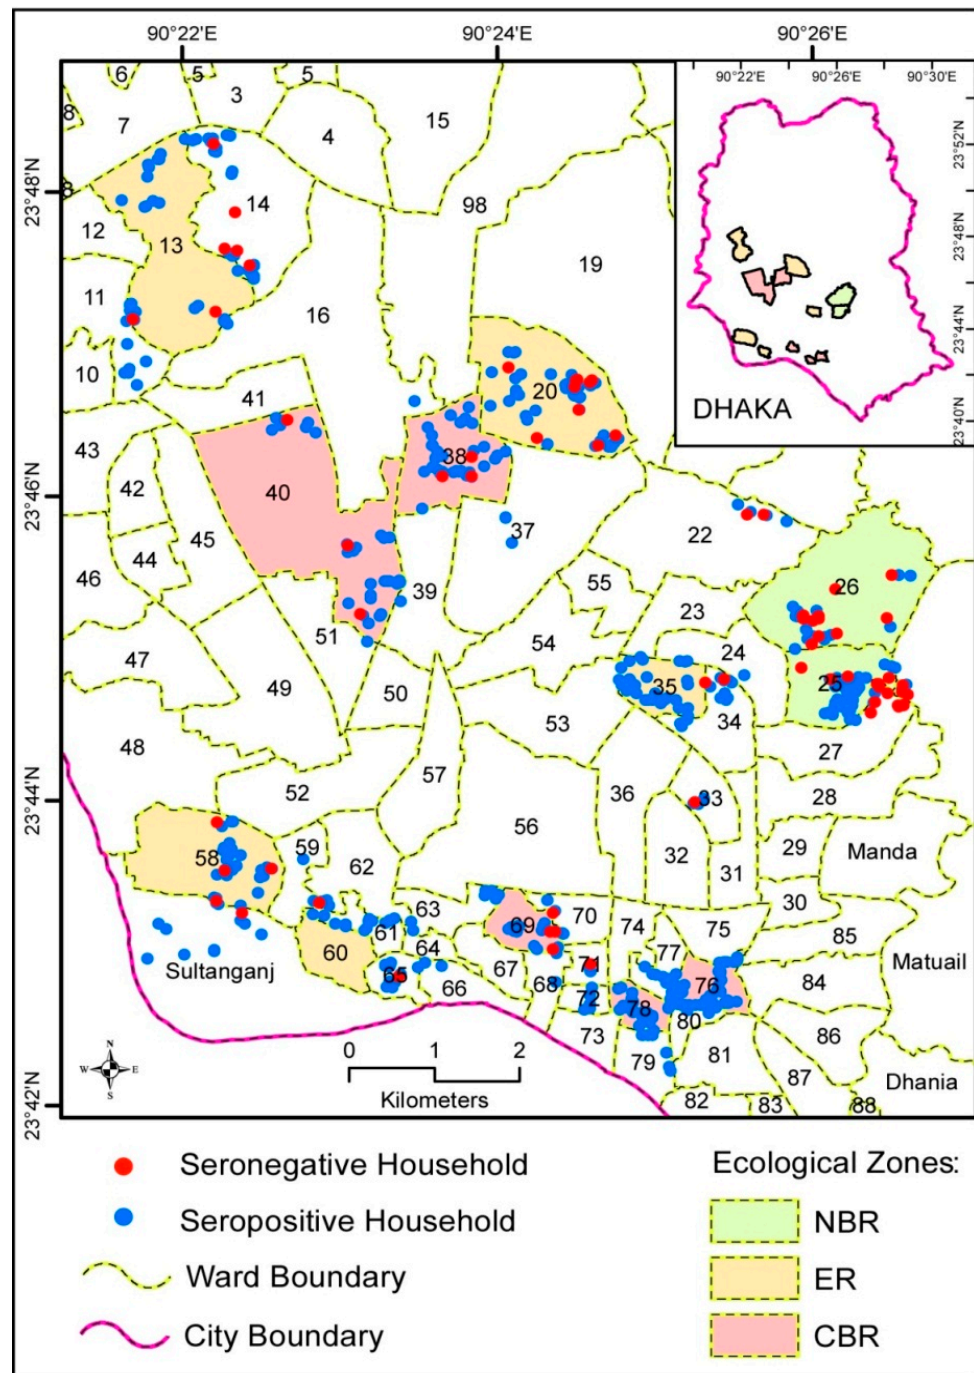 90°22'E 90°24'E 90°26'E
90°22'E 90°26'E 90°30'E
6 5 5
3
8 7 4 15
23°52'N
23°48'N
8
14 98
12
13 19
23°48'N
11
16
23°44'N
10
41 20
DHAKA
23°40'N
43
38
42 40
23°46'N
37 22
45
44 55
46 39 26
23
51 54
24
47
50 35 25
49 34
53
48 27
57
52 36 33 28
23°44'N
56
59 29 Manda
58 62 32
31
30
63 69 70 74 75
61 85
60 64 77
Sultanganj 65 67 71 Matuail
66 68 72 76 84
78 80
73 86
79 81
87 Dhania
82 83 88
23°42'N
N
W E
S
0 1 2
Kilometers
Seronegative Household
Seropositive Household
Ward Boundary
City Boundary
Ecological Zones:
NBR
ER
CBR